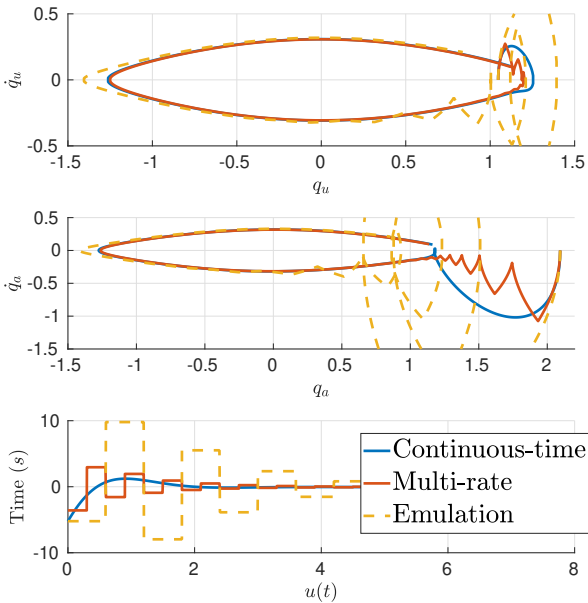 0.5
0
-0.5
q̇ᵤ
-1.5 -1 -0.5 0 0.5 1 1.5
qᵤ
0.5
0
-0.5
-1
-1.5
q̇ₐ
-1.5 -1 -0.5 0 0.5 1 1.5 2
qₐ
10
0
-10
Time (s)
0 2 4 6 8
u(t)
Continuous-time
Multi-rate
Emulation